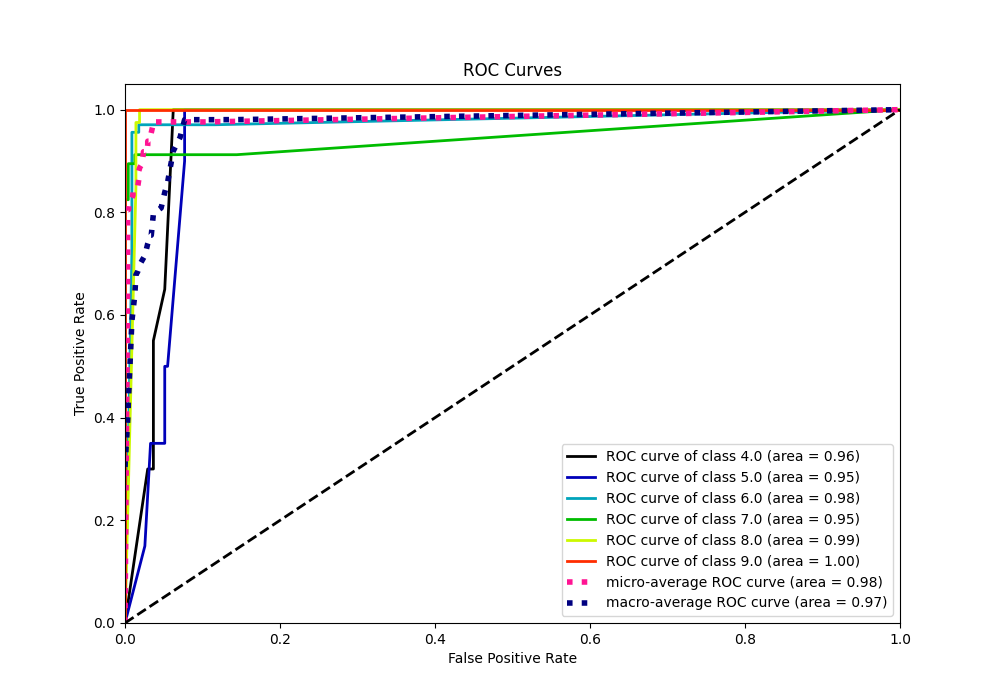 ROC Curves
True Positive Rate
1.0
0.8
0.6
0.4
0.2
0.0
0.0 0.2 0.4 0.6 0.8 1.0
False Positive Rate
ROC curve of class 4.0 (area = 0.96)
ROC curve of class 5.0 (area = 0.95)
ROC curve of class 6.0 (area = 0.98)
ROC curve of class 7.0 (area = 0.95)
ROC curve of class 8.0 (area = 0.99)
ROC curve of class 9.0 (area = 1.00)
micro-average ROC curve (area = 0.98)
macro-average ROC curve (area = 0.97)